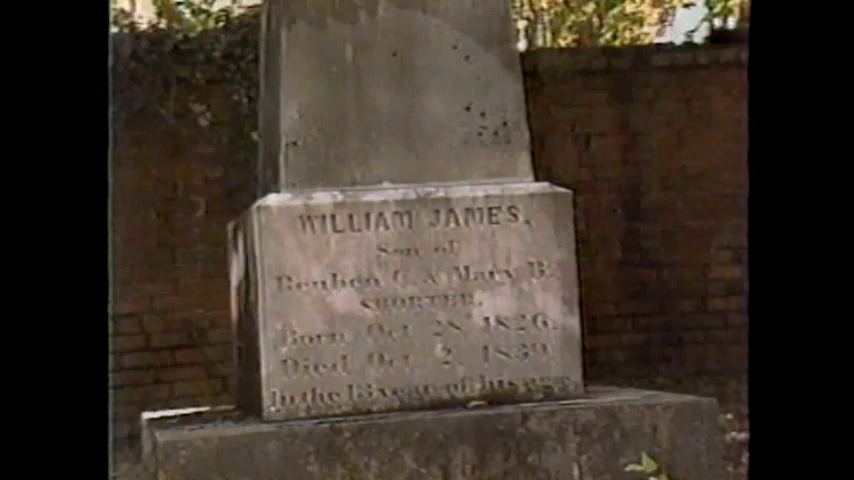 WILLIAM JAMES.
Son of
Reuben C. & Mary B.
SHORTER.
Born Oct. 28, 1826.
Died Oct. 2, 1839.
In the 13 year of his age.